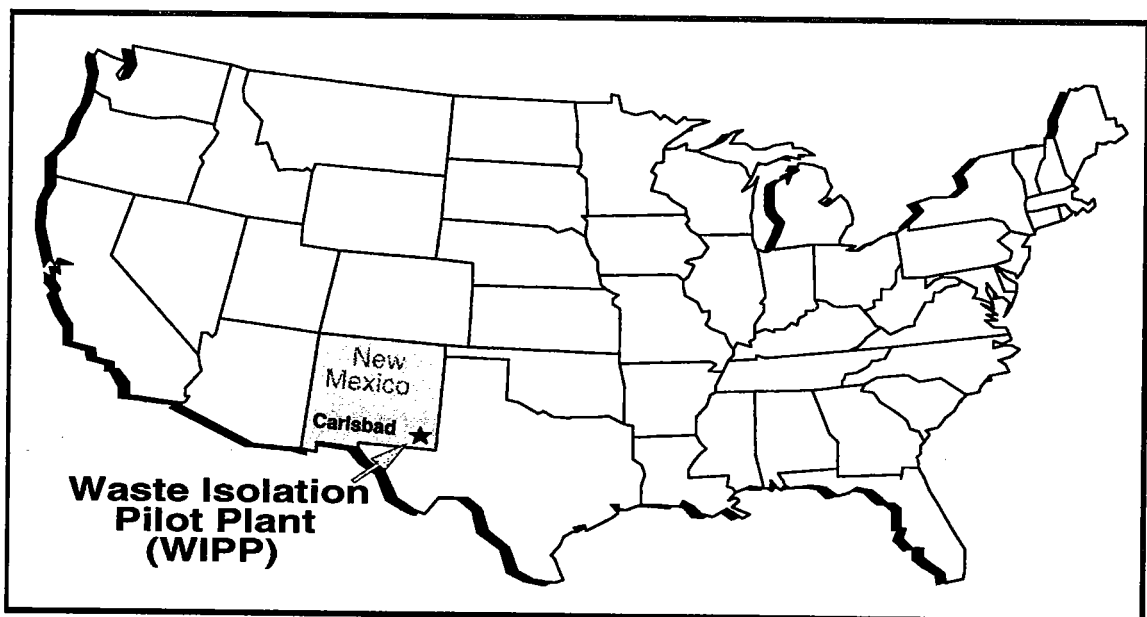 New
Mexico
Carlsbad
Waste Isolation
Pilot Plant
(WIPP)